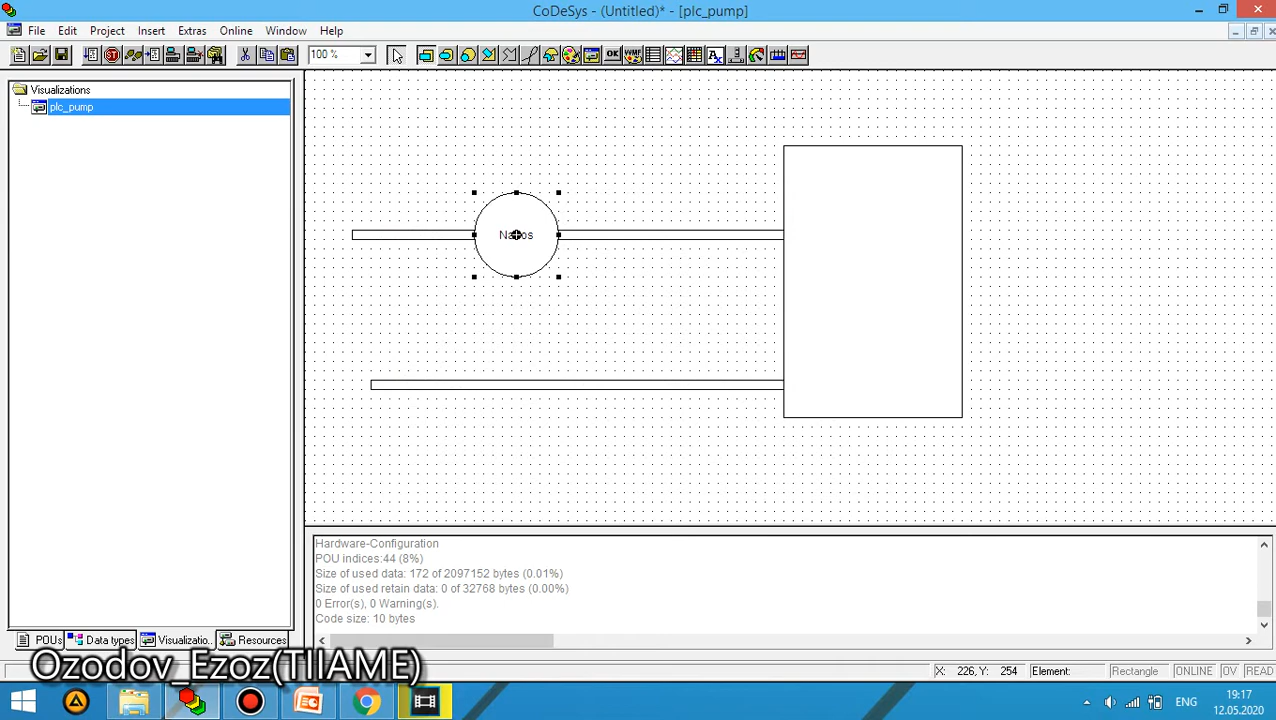 CoDeSys - (Untitled)* - [plc_pump]
File Edit Project Insert Extras Online Window Help
100 %
Visualizations
plc_pump
Hardware-Configuration
POU indices:44 (8%)
Size of used data: 172 of 2097152 bytes (0.01%)
Size of used retain data: 0 of 32768 bytes (0.00%)
0 Error(s), 0 Warning(s).
Code size: 10 bytes
POUs Data types Visualizatio... Resources
Ozodov_Ezoz(TIIAME)
X: 226, Y: 254 Element: Rectangle ONLINE OV READ
ENG
19:17
12.05.2020